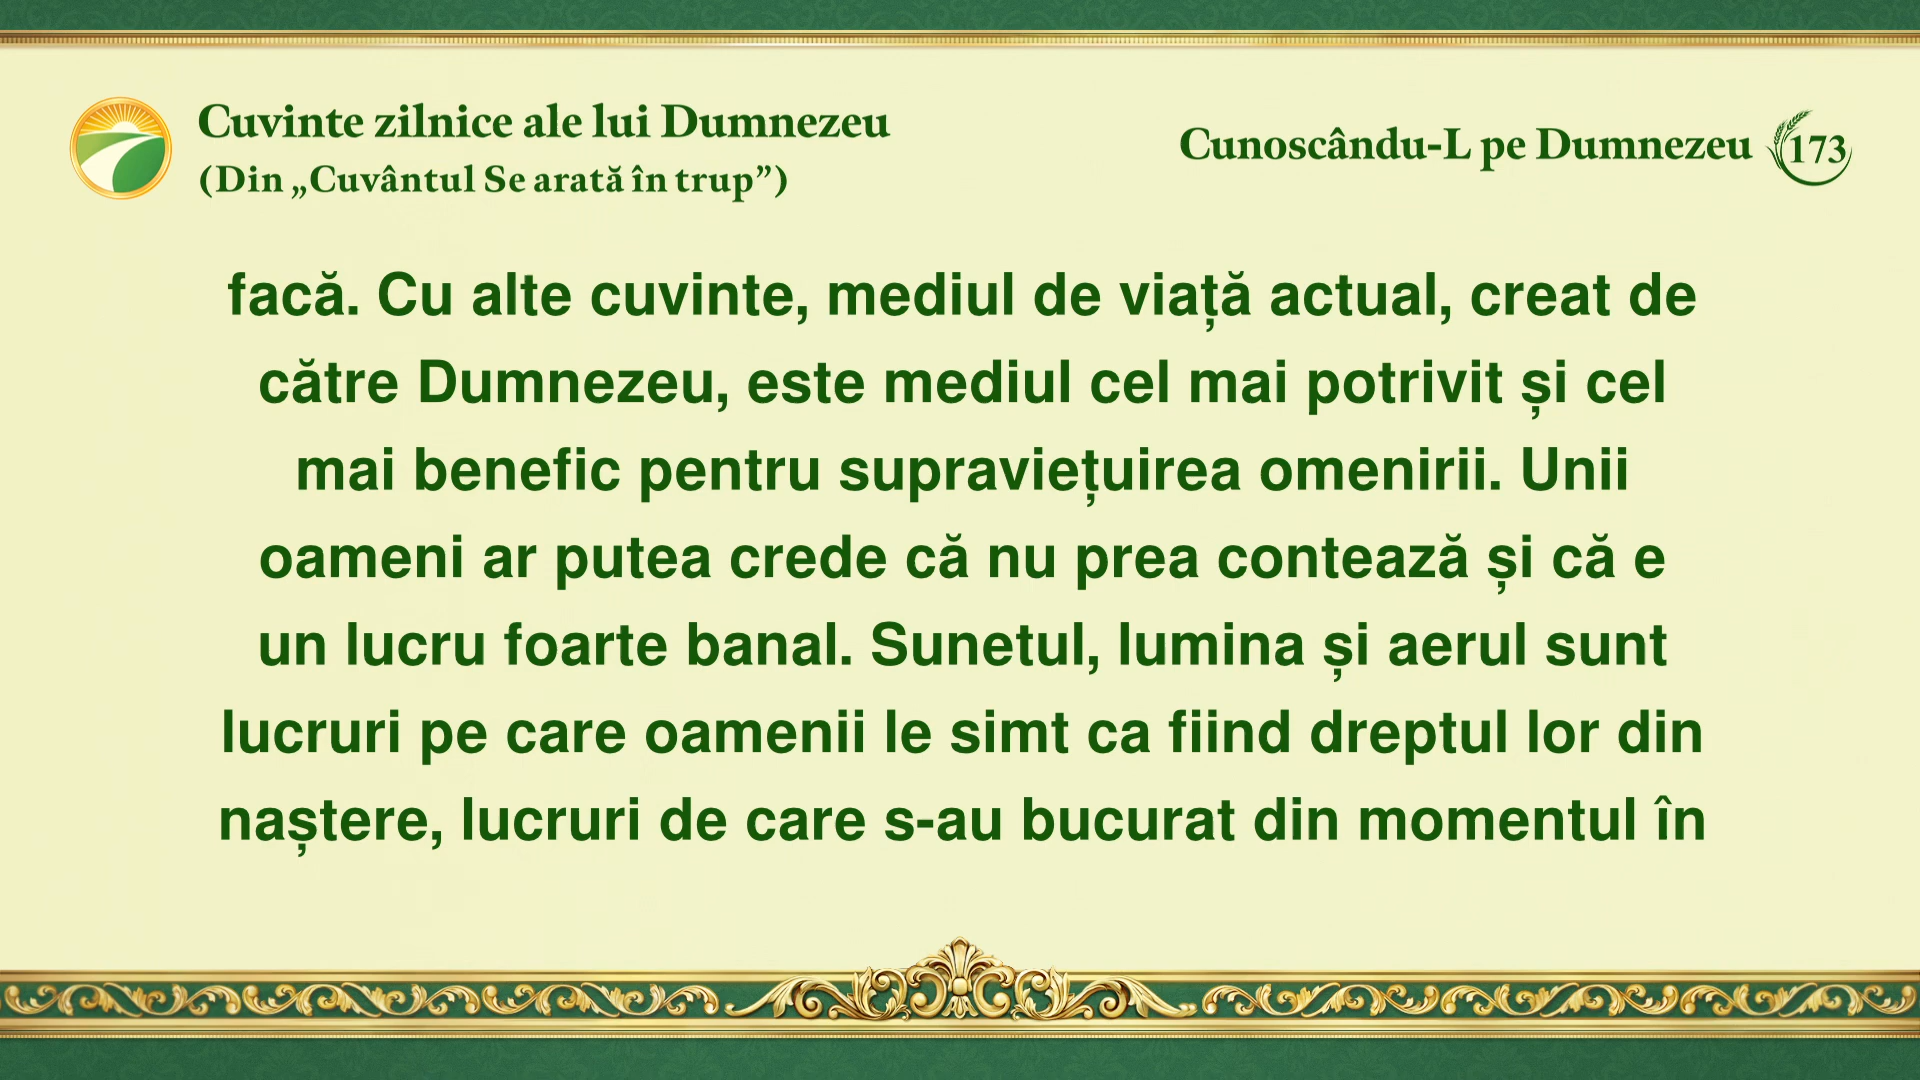 Cuvinte zilnice ale lui Dumnezeu
(Din „Cuvântul Se arată în trup”)
Cunoscându-L pe Dumnezeu 173
facă. Cu alte cuvinte, mediul de viață actual, creat de
către Dumnezeu, este mediul cel mai potrivit și cel
mai benefic pentru supraviețuirea omenirii. Unii
oameni ar putea crede că nu prea contează și că e
un lucru foarte banal. Sunetul, lumina și aerul sunt
lucruri pe care oamenii le simt ca fiind dreptul lor din
naștere, lucruri de care s-au bucurat din momentul în